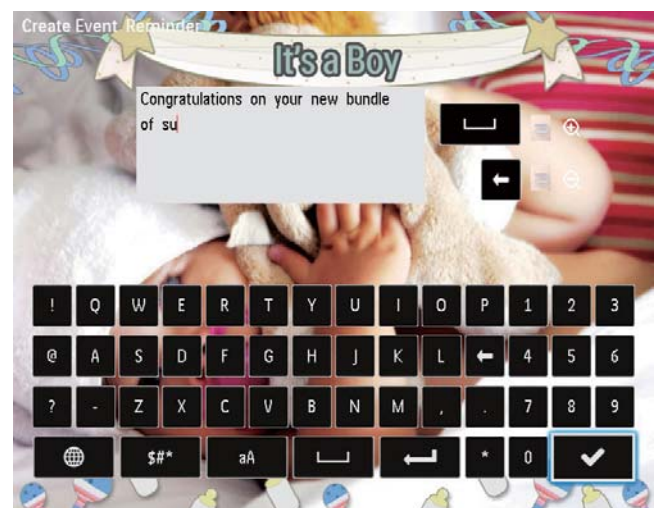 Create Event Reminder
It's a Boy
Congratulations on your new bundle
of su
! Q W E R T Y U I O P 1 2 3
@ A S D F G H J K L 4 5 6
? - Z X C V B N M , . 7 8 9
$#* aA * 0